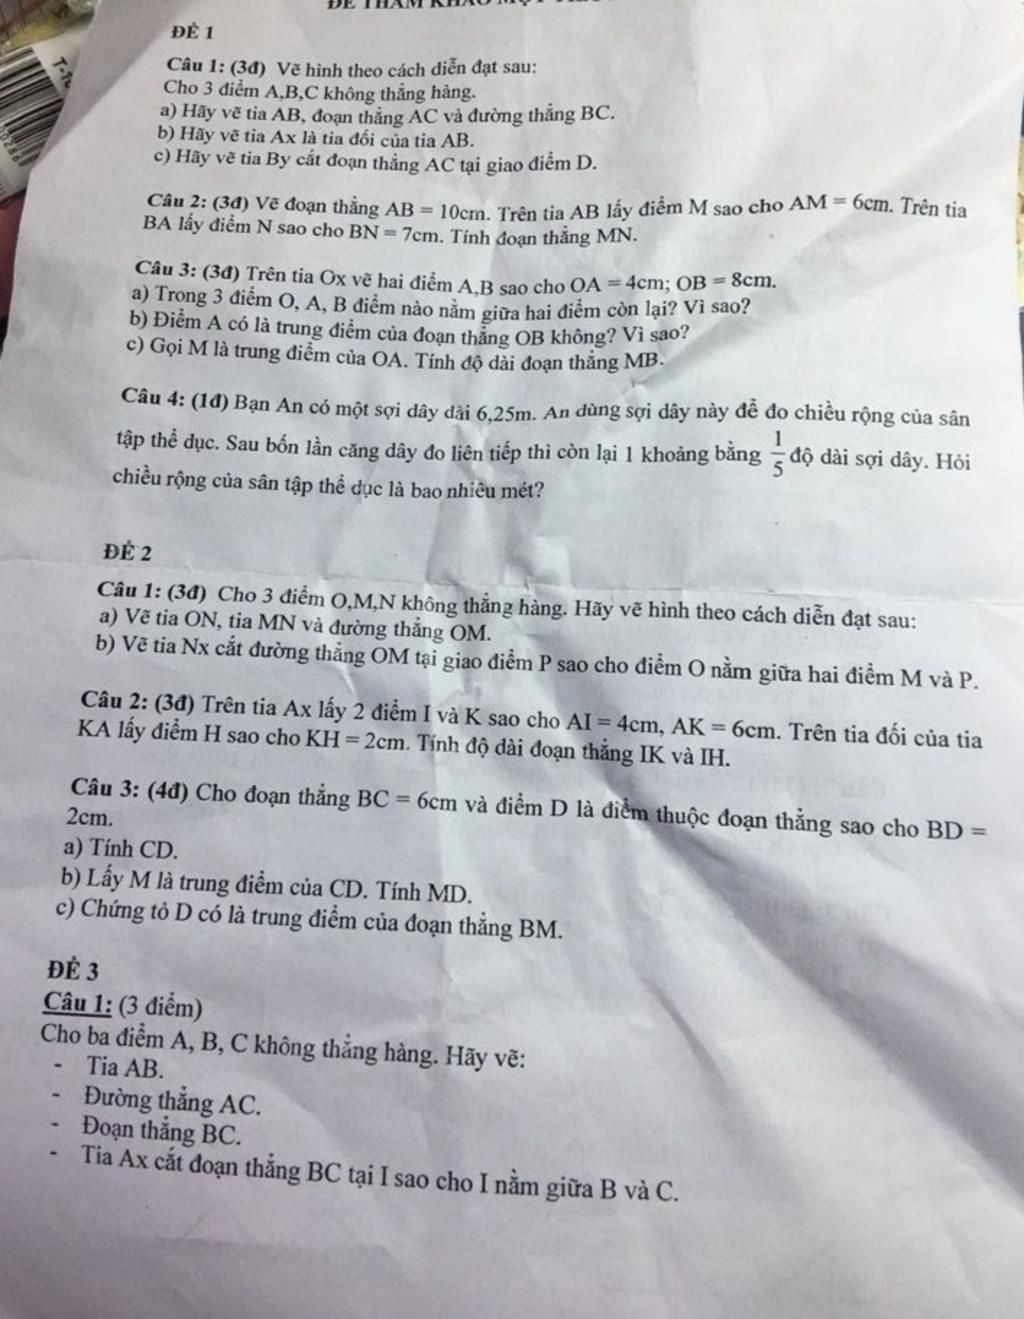 ĐỀ THAM KHẢO MỘT
ĐỀ 1
Câu 1: (3đ) Vẽ hình theo cách diễn đạt sau:
Cho 3 điểm A,B,C không thẳng hàng.
a) Hãy vẽ tia AB, đoạn thẳng AC và đường thẳng BC.
b) Hãy vẽ tia Ax là tia đối của tia AB.
c) Hãy vẽ tia By cắt đoạn thẳng AC tại giao điểm D.
Câu 2: (3đ) Vẽ đoạn thẳng AB = 10cm. Trên tia AB lấy điểm M sao cho AM = 6cm. Trên tia
BA lấy điểm N sao cho BN = 7cm. Tính đoạn thẳng MN.
Câu 3: (3đ) Trên tia Ox vẽ hai điểm A,B sao cho OA = 4cm; OB = 8cm.
a) Trong 3 điểm O, A, B điểm nào nằm giữa hai điểm còn lại? Vì sao?
b) Điểm A có là trung điểm của đoạn thẳng OB không? Vì sao?
c) Gọi M là trung điểm của OA. Tính độ dài đoạn thẳng MB.
Câu 4: (1đ) Bạn An có một sợi dây dài 6,25m. An dùng sợi dây này để đo chiều rộng của sân
tập thể dục. Sau bốn lần căng dây đo liên tiếp thì còn lại 1 khoảng bằng 1/5 độ dài sợi dây. Hỏi
chiều rộng của sân tập thể dục là bao nhiêu mét?
ĐỀ 2
Câu 1: (3đ) Cho 3 điểm O,M,N không thẳng hàng. Hãy vẽ hình theo cách diễn đạt sau:
a) Vẽ tia ON, tia MN và đường thẳng OM.
b) Vẽ tia Nx cắt đường thẳng OM tại giao điểm P sao cho điểm O nằm giữa hai điểm M và P.
Câu 2: (3đ) Trên tia Ax lấy 2 điểm I và K sao cho AI = 4cm, AK = 6cm. Trên tia đối của tia
KA lấy điểm H sao cho KH = 2cm. Tính độ dài đoạn thẳng IK và IH.
Câu 3: (4đ) Cho đoạn thẳng BC = 6cm và điểm D là điểm thuộc đoạn thẳng sao cho BD =
2cm.
a) Tính CD.
b) Lấy M là trung điểm của CD. Tính MD.
c) Chứng tỏ D có là trung điểm của đoạn thẳng BM.
ĐỀ 3
Câu 1: (3 điểm)
Cho ba điểm A, B, C không thẳng hàng. Hãy vẽ:
- Tia AB.
- Đường thẳng AC.
- Đoạn thẳng BC.
- Tia Ax cắt đoạn thẳng BC tại I sao cho I nằm giữa B và C.